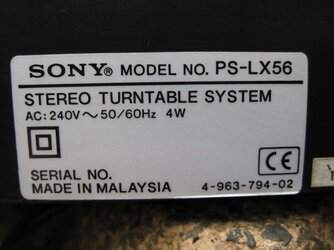 SONY® MODEL NO. PS-LX56
STEREO TURNTABLE SYSTEM
AC: 240V ~ 50/60Hz 4W
CE
SERIAL NO.
MADE IN MALAYSIA 4-963-794-02